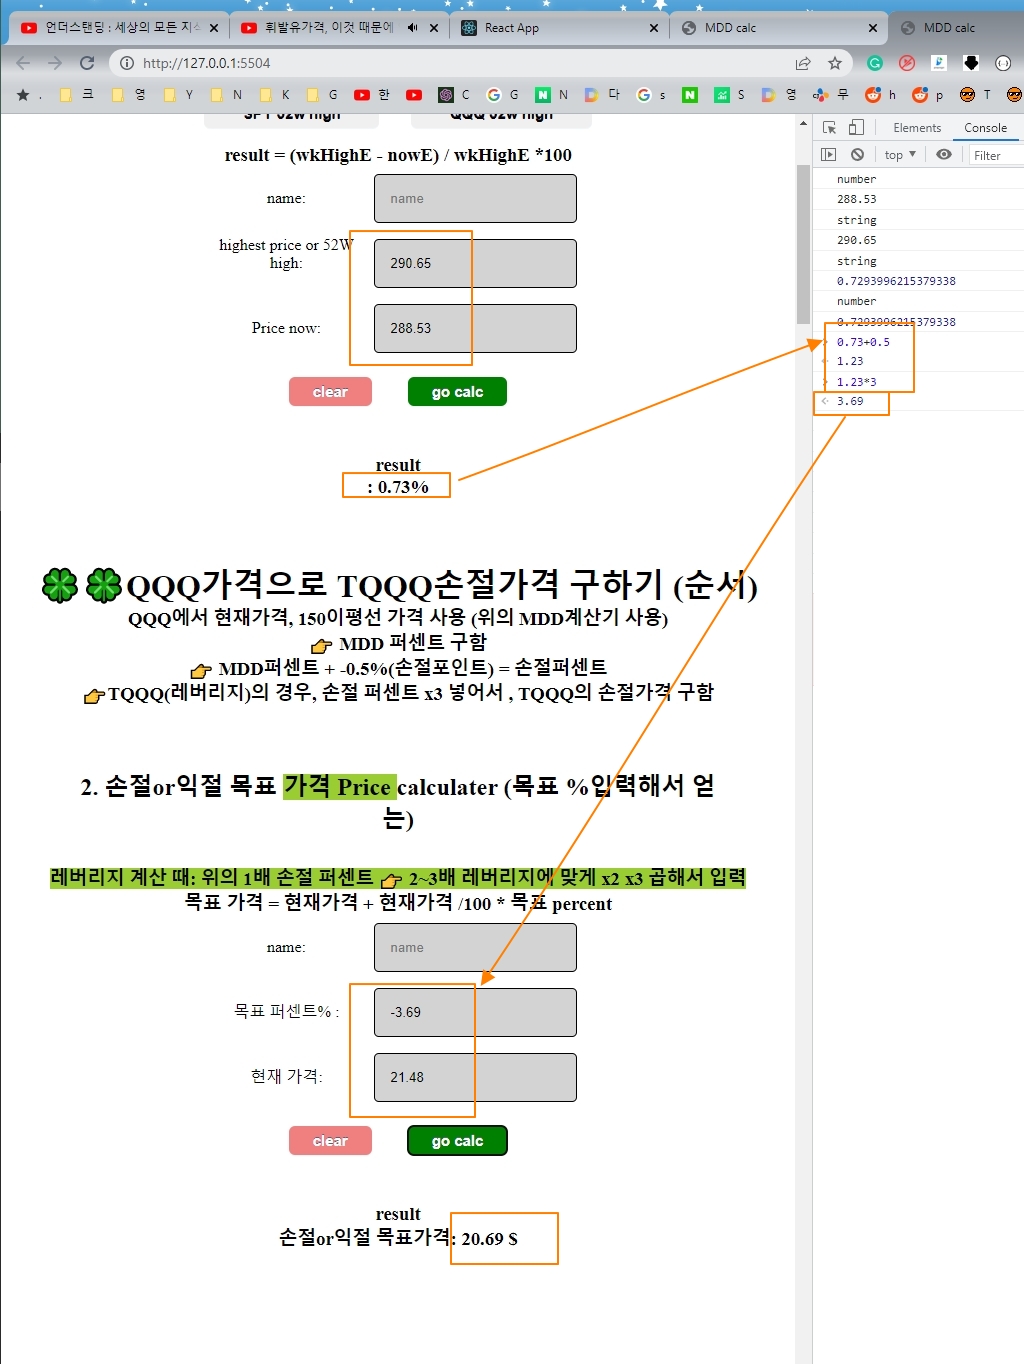 언더스탠딩 : 세상의 모든 지식
휘발유가격, 이것 때문에
React App
MDD calc
MDD calc
http://127.0.0.1:5504
. 크 영 Y N K G 한 C G N 다 s S 영 무 h p T
SPY 52w high QQQ 52w high
result = (wkHighE - nowE) / wkHighE *100
name: name
highest price or 52W
high: 290.65
Price now: 288.53
clear go calc
result
: 0.73%
🍀🍀QQQ가격으로 TQQQ손절가격 구하기 (순서)
QQQ에서 현재가격, 150이평선 가격 사용 (위의 MDD계산기 사용)
👉 MDD 퍼센트 구함
👉 MDD퍼센트 + -0.5%(손절포인트) = 손절퍼센트
👉TQQQ(레버리지)의 경우, 손절 퍼센트 x3 넣어서 , TQQQ의 손절가격 구함
2. 손절or익절 목표 가격 Price calculater (목표 %입력해서 얻
는)
레버리지 계산 때: 위의 1배 손절 퍼센트 👉 2~3배 레버리지에 맞게 x2 x3 곱해서 입력
목표 가격 = 현재가격 + 현재가격 /100 * 목표 percent
name: name
목표 퍼센트% : -3.69
현재 가격: 21.48
clear go calc
result
손절or익절 목표가격: 20.69 $
Elements Console
top ▼ Filter
number
288.53
string
290.65
string
0.7293996215379338
number
0.7293996215379338
0.73+0.5
1.23
1.23*3
3.69